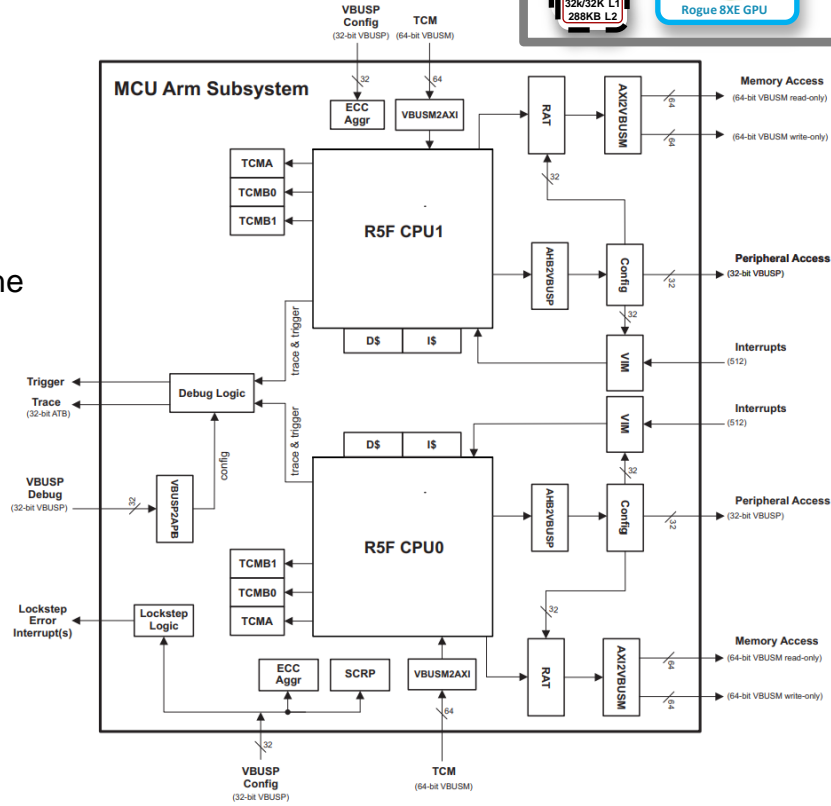 32k/32K L1
288KB L2
Rogue 8XE GPU
VBUSP
Config
(32-bit VBUSP)
TCM
(64-bit VBUSM)
32
64
MCU Arm Subsystem
ECC
Aggr
VBUSM2AXI
RAT
AXI2VBUSM
64
Memory Access
(64-bit VBUSM read-only)
64
(64-bit VBUSM write-only)
TCMA
TCMB0
TCMB1
R5F CPU1
32
AHB2VBUSP
Config
32
Peripheral Access
(32-bit VBUSP)
ne
32
D$
I$
VIM
Interrupts
(512)
trace & trigger
Trigger
Trace
(32-bit ATB)
Debug Logic
VIM
Interrupts
(512)
D$
I$
trace & trigger
config
32
VBUSP
Debug
(32-bit VBUSP)
32
VBUSP2APB
AHB2VBUSP
Config
32
Peripheral Access
(32-bit VBUSP)
R5F CPU0
TCMB1
TCMB0
TCMA
Lockstep
Error
Interrupt(s)
Lockstep
Logic
32
ECC
Aggr
SCRP
VBUSM2AXI
RAT
AXI2VBUSM
64
Memory Access
(64-bit VBUSM read-only)
64
(64-bit VBUSM write-only)
32
64
VBUSP
Config
(32-bit VBUSP)
TCM
(64-bit VBUSM)